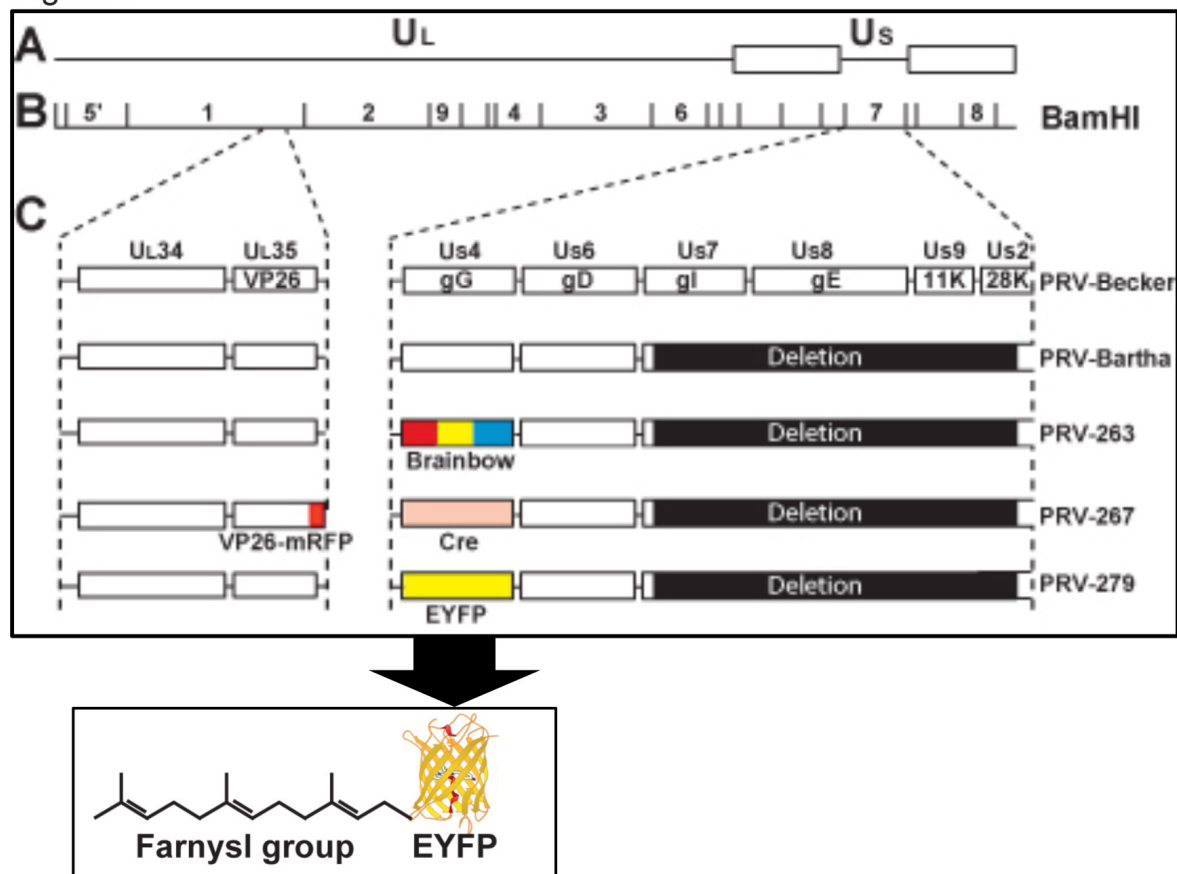 A UL US
B 5' 1 2 9 4 3 6 7 8 BamHI
C
UL34 UL35 Us4 Us6 Us7 Us8 Us9 Us2
VP26 gG gD gI gE 11K 28K PRV-Becker
Deletion PRV-Bartha
Deletion PRV-263
Brainbow
Deletion PRV-267
VP26-mRFP Cre
Deletion PRV-279
EYFP
Farnysl group EYFP